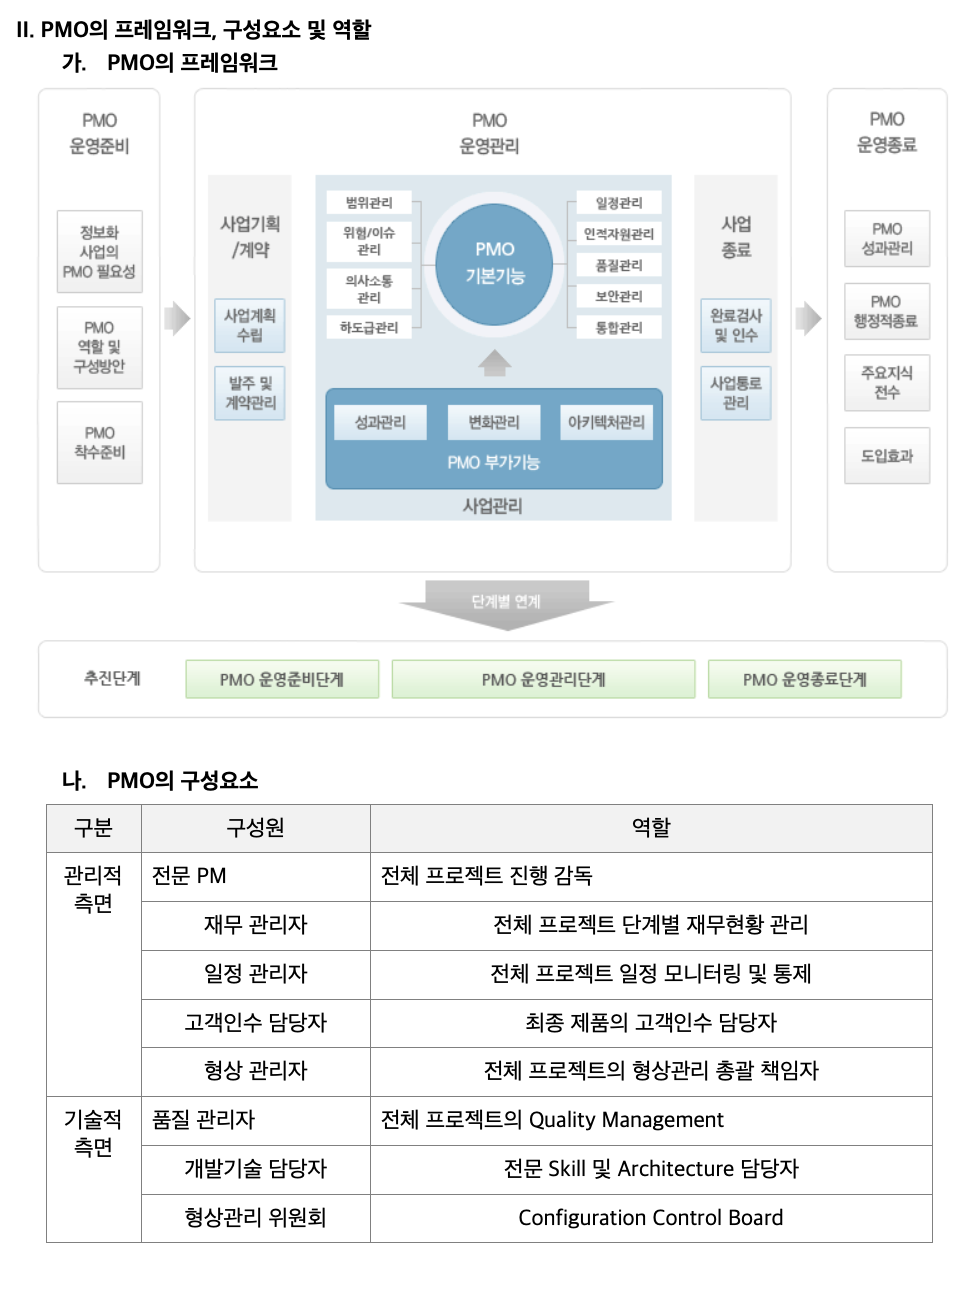 II. PMO의 프레임워크, 구성요소 및 역할
가. PMO의 프레임워크
PMO
운영준비
정보화
사업의
PMO 필요성
PMO
역할 및
구성방안
PMO
착수준비
PMO
운영관리
사업기획
/계약
사업계획
수립
발주 및
계약관리
범위관리
위험/이슈
관리
의사소통
관리
하도급관리
PMO
기본기능
일정관리
인적자원관리
품질관리
보안관리
통합관리
성과관리
변화관리
아키텍처관리
PMO 부가기능
사업관리
사업
종료
완료검사
및 인수
사업통로
관리
PMO
운영종료
PMO
성과관리
PMO
행정적종료
주요지식
전수
도입효과
단계별 연계
추진단계
PMO 운영준비단계
PMO 운영관리단계
PMO 운영종료단계
나. PMO의 구성요소
구분 구성원 역할
관리적
측면
전문 PM 전체 프로젝트 진행 감독
재무 관리자 전체 프로젝트 단계별 재무현황 관리
일정 관리자 전체 프로젝트 일정 모니터링 및 통제
고객인수 담당자 최종 제품의 고객인수 담당자
형상 관리자 전체 프로젝트의 형상관리 총괄 책임자
기술적
측면
품질 관리자 전체 프로젝트의 Quality Management
개발기술 담당자 전문 Skill 및 Architecture 담당자
형상관리 위원회 Configuration Control Board